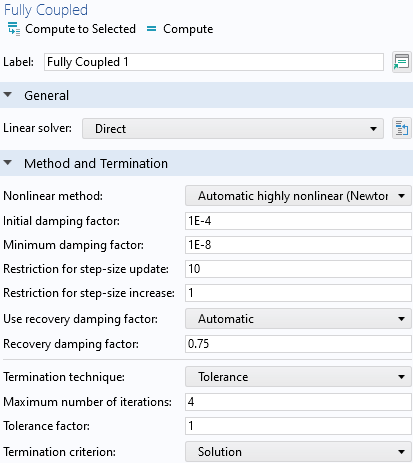 Fully Coupled
Compute to Selected = Compute
Label: Fully Coupled 1
General
Linear solver: Direct
Method and Termination
Nonlinear method: Automatic highly nonlinear (Newtor
Initial damping factor: 1E-4
Minimum damping factor: 1E-8
Restriction for step-size update: 10
Restriction for step-size increase: 1
Use recovery damping factor: Automatic
Recovery damping factor: 0.75
Termination technique: Tolerance
Maximum number of iterations: 4
Tolerance factor: 1
Termination criterion: Solution